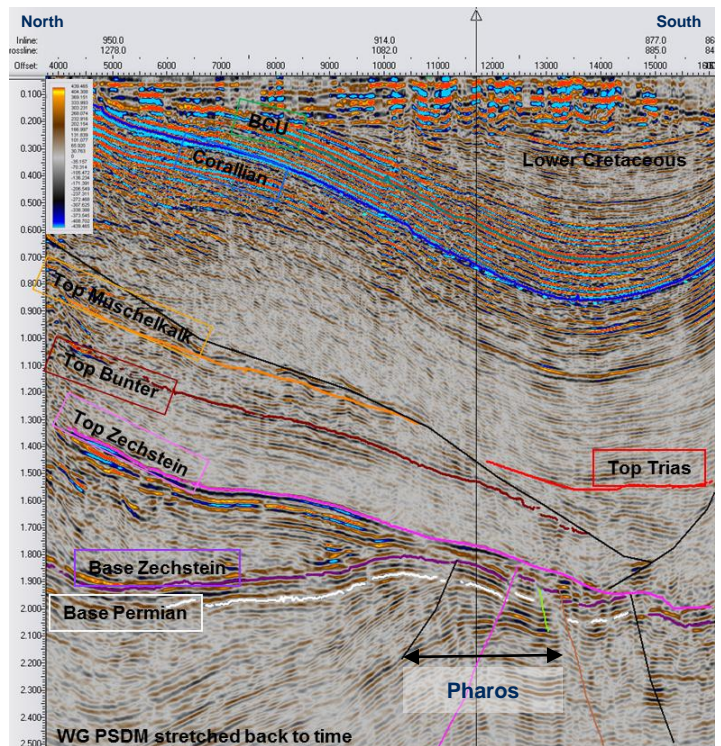 North
South
Inline: 950.0 914.0 877.0 86
rossline: 1278.0 1082.0 885.0 84
Offset: 4000 5000 6000 7000 8000 9000 10000 11000 12000 13000 14000 15000
0.100
0.200
0.300
0.400
0.500
0.600
0.700
0.800
0.900
1.000
1.100
1.200
1.300
1.400
1.500
1.600
1.700
1.800
1.900
2.000
2.100
2.200
2.300
2.400
2.500
BCU
Corallian
Lower Cretaceous
Top Muschelkalk
Top Bunter
Top Zechstein
Top Trias
Base Zechstein
Base Permian
Pharos
WG PSDM stretched back to time